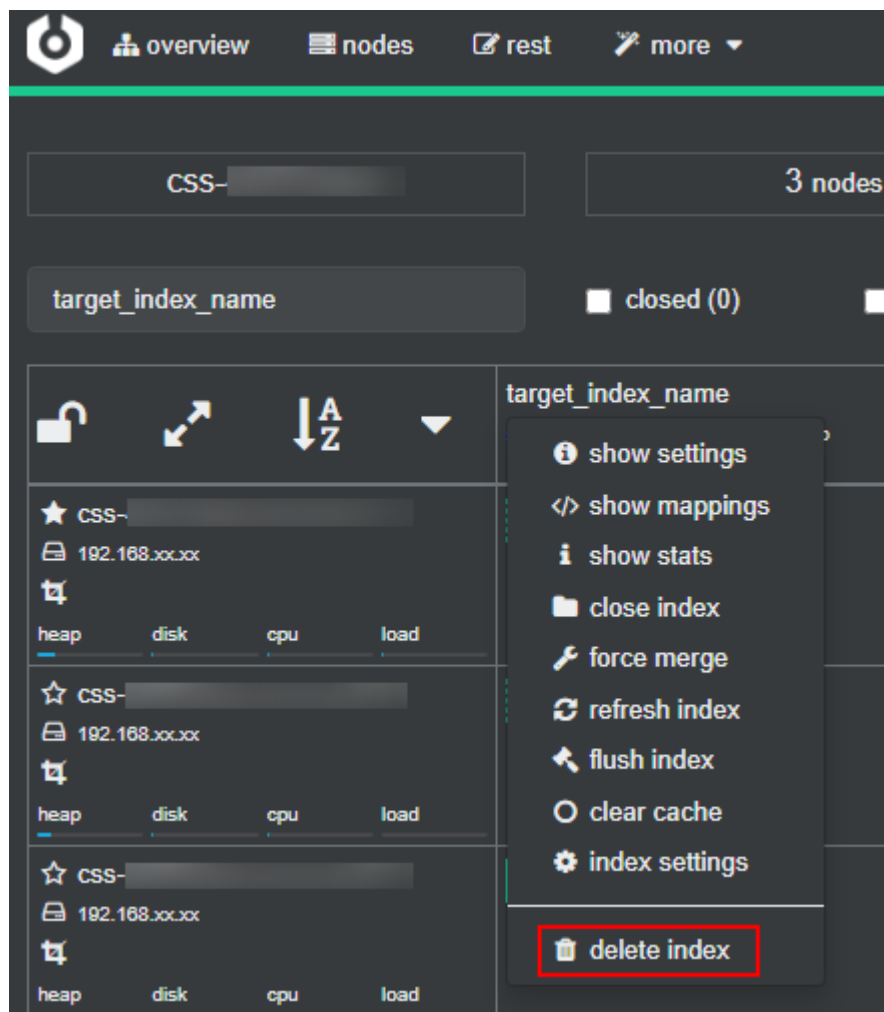 overview nodes rest more
CSS-
3 nodes
target_index_name
closed (0)
A
Z
target_index_name
show settings
</> show mappings
show stats
close index
force merge
refresh index
flush index
clear cache
index settings
delete index
css-
192.168.xx.xx
heap disk cpu load
css-
192.168.xx.xx
heap disk cpu load
css-
192.168.xx.xx
heap disk cpu load